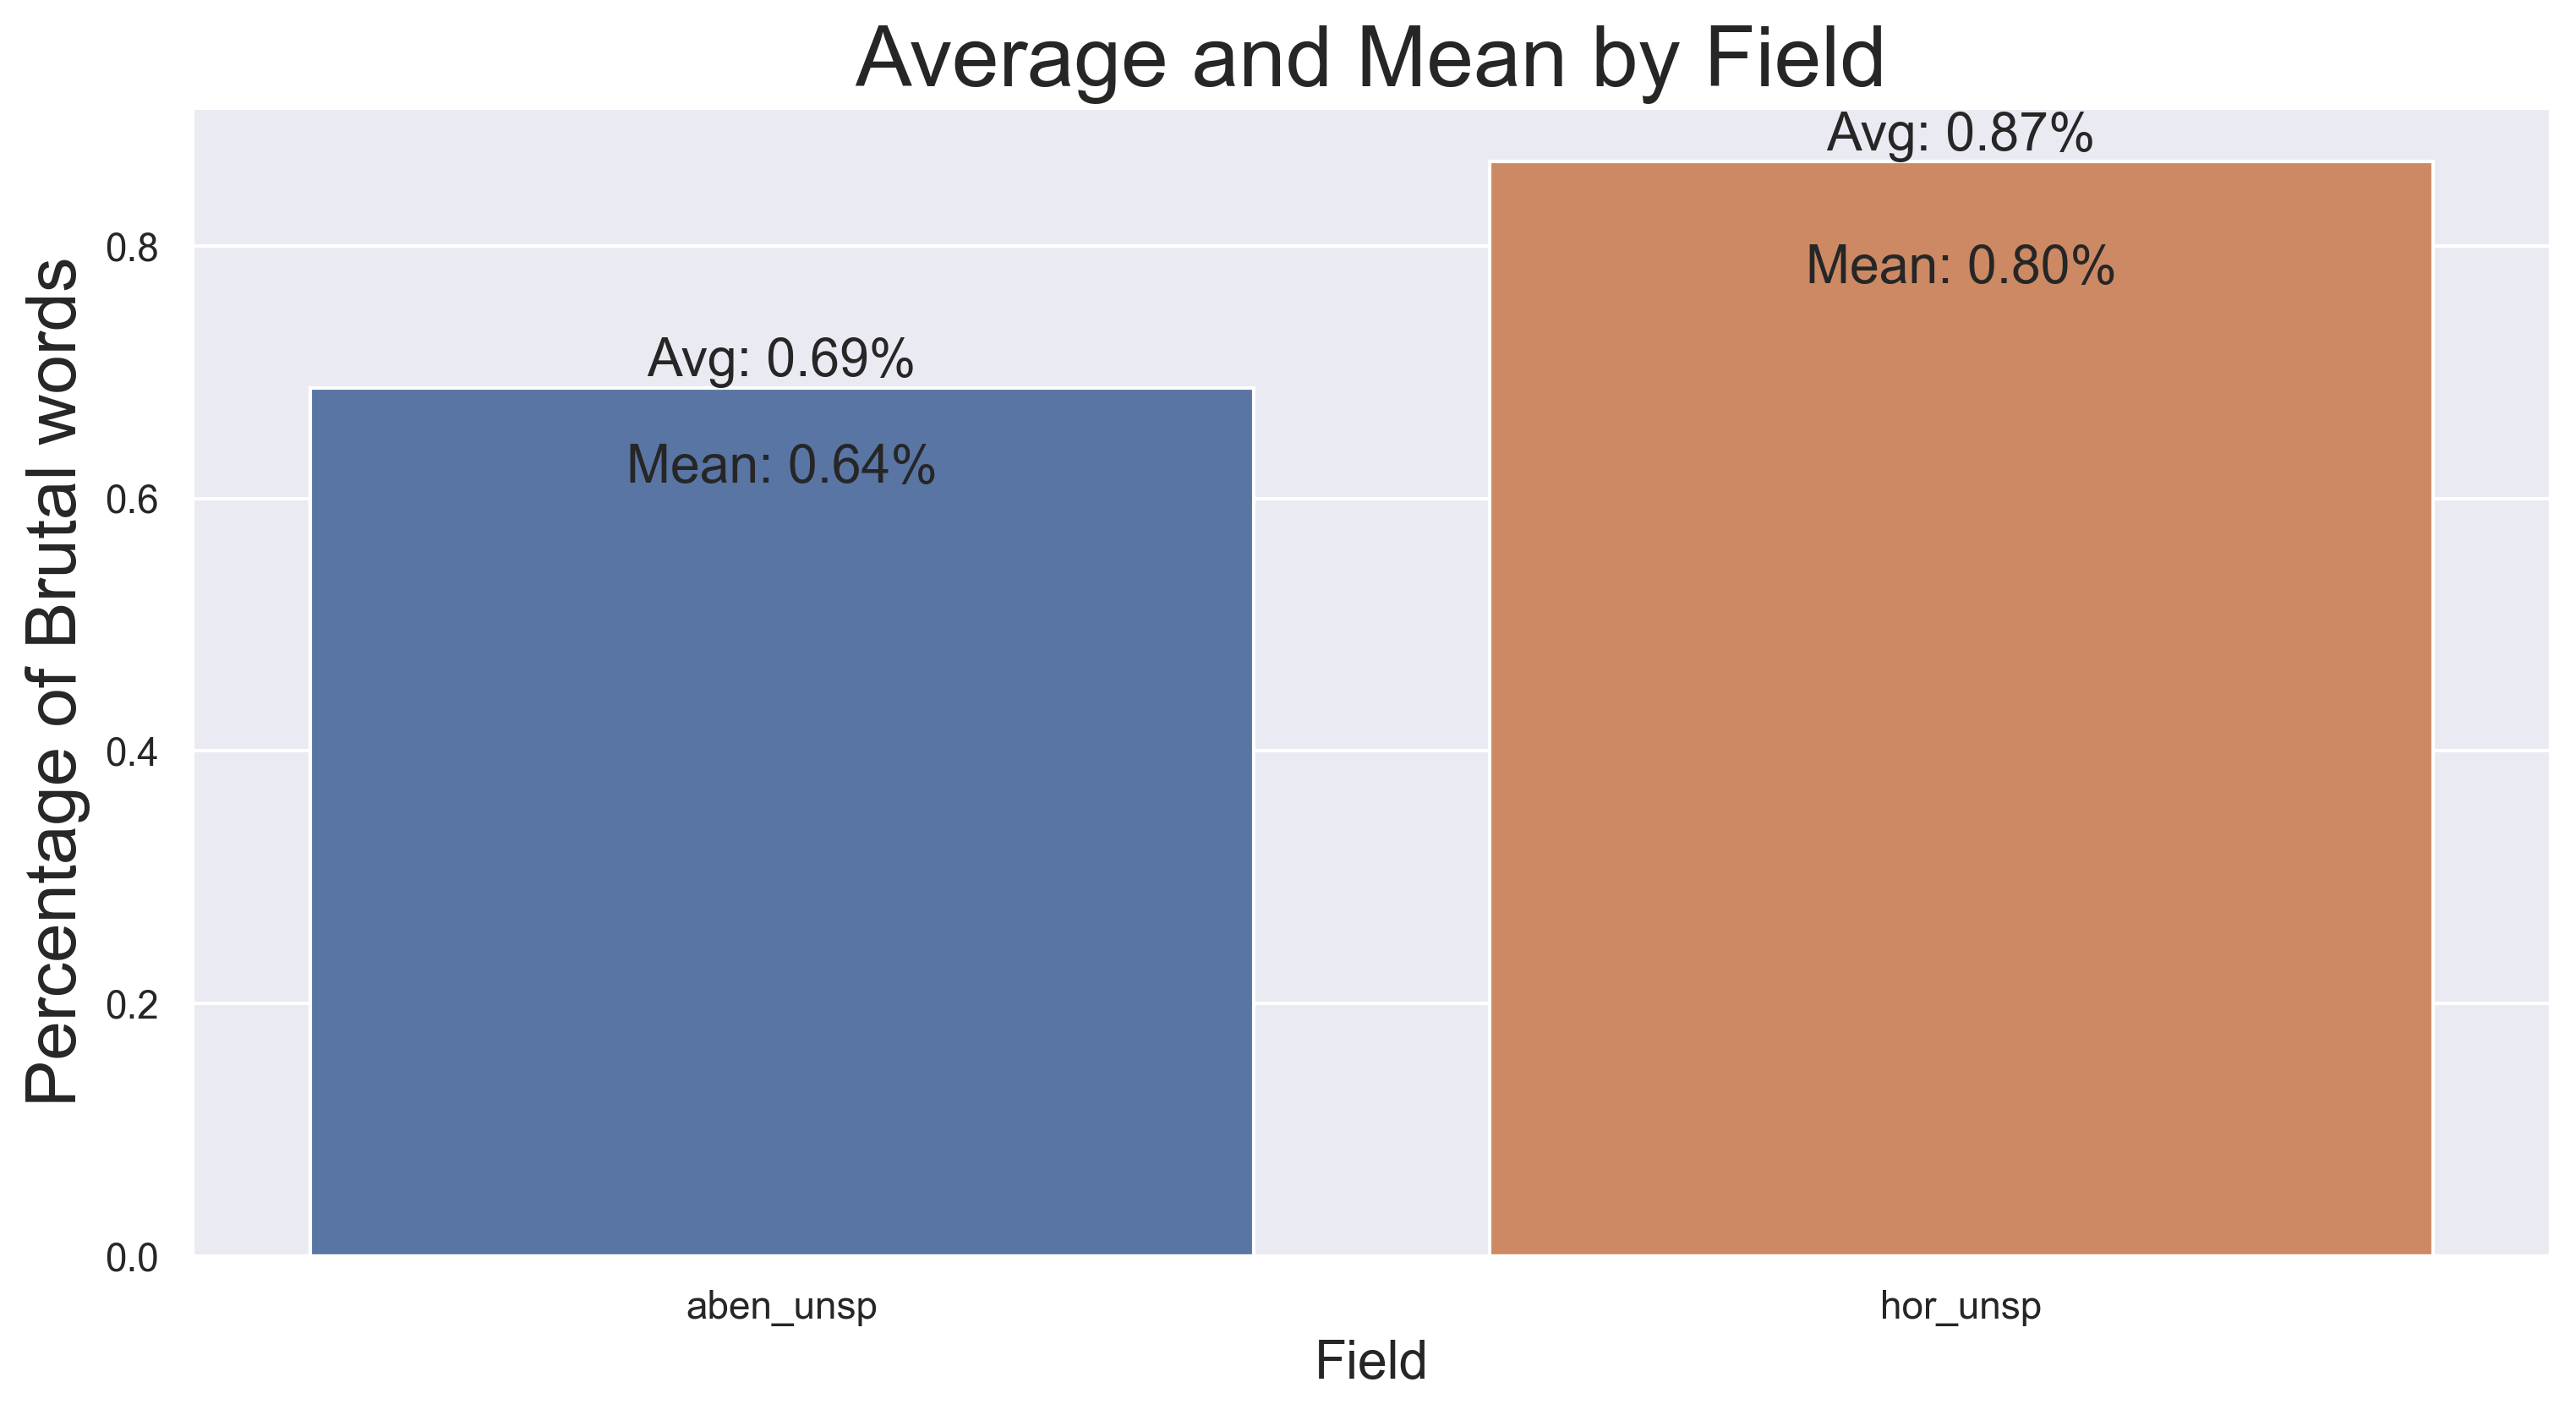 Average and Mean by Field
Percentage of Brutal words
0.8
0.6
0.4
0.2
0.0
Avg: 0.69%
Mean: 0.64%
Avg: 0.87%
Mean: 0.80%
aben_unsp
hor_unsp
Field